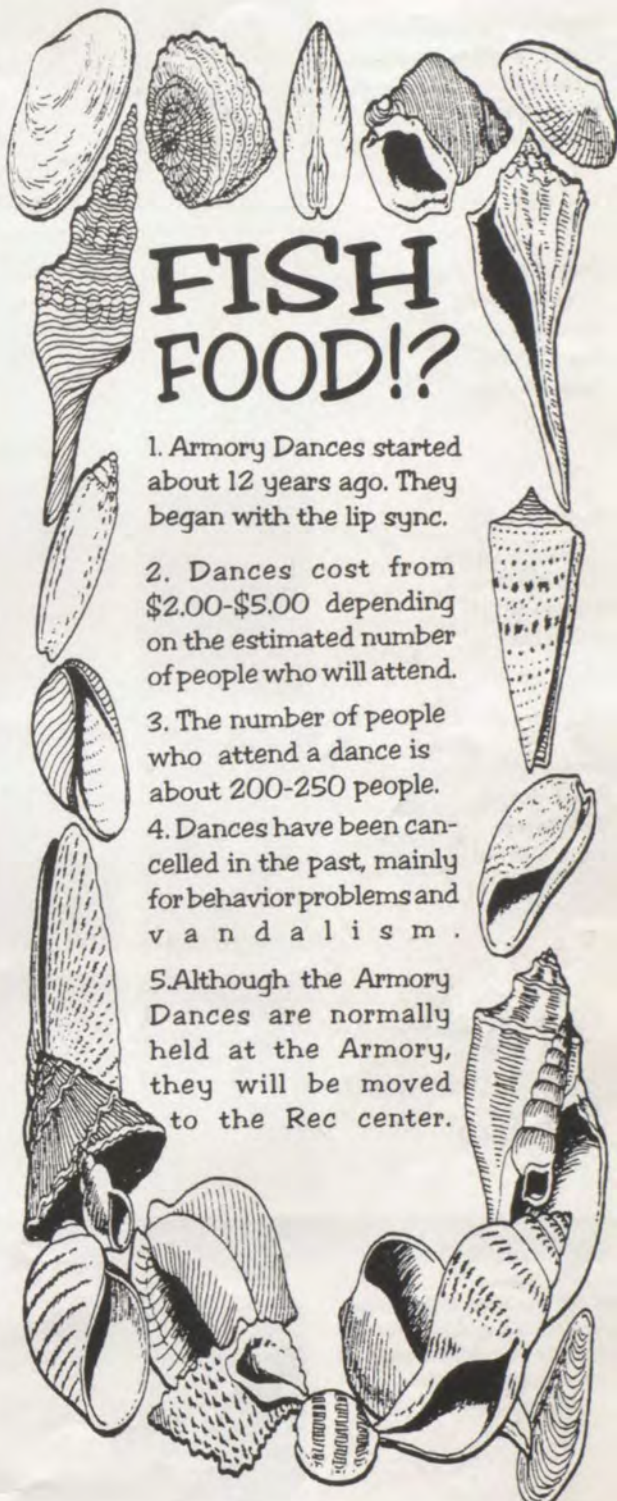 FISH
FOOD!?
1. Armory Dances started
about 12 years ago. They
began with the lip sync.
2. Dances cost from
$2.00-$5.00 depending
on the estimated number
of people who will attend.
3. The number of people
who attend a dance is
about 200-250 people.
4. Dances have been can-
celled in the past, mainly
for behavior problems and
v a n d a l i s m .
5.Although the Armory
Dances are normally
held at the Armory,
they will be moved
to the Rec center.